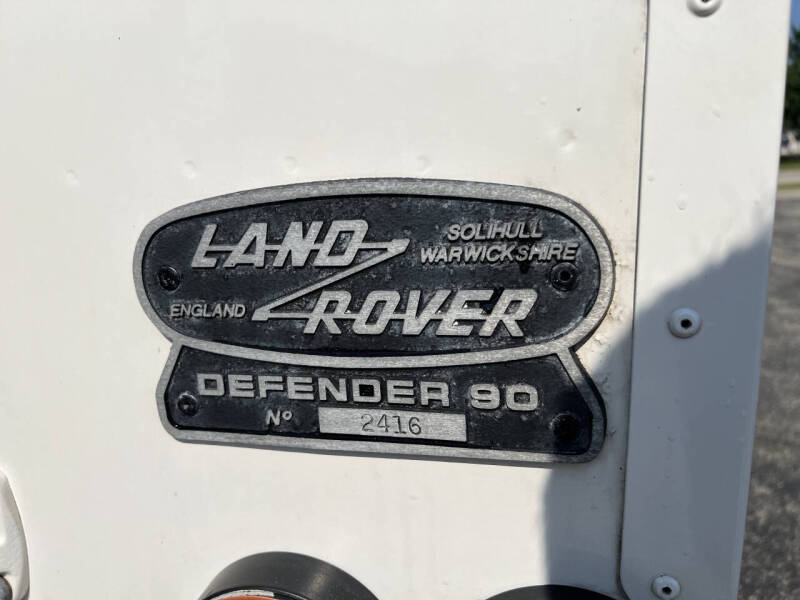 LAND ROVER
SOLIHULL
WARWICKSHIRE
ENGLAND
DEFENDER 90
Nº 2416